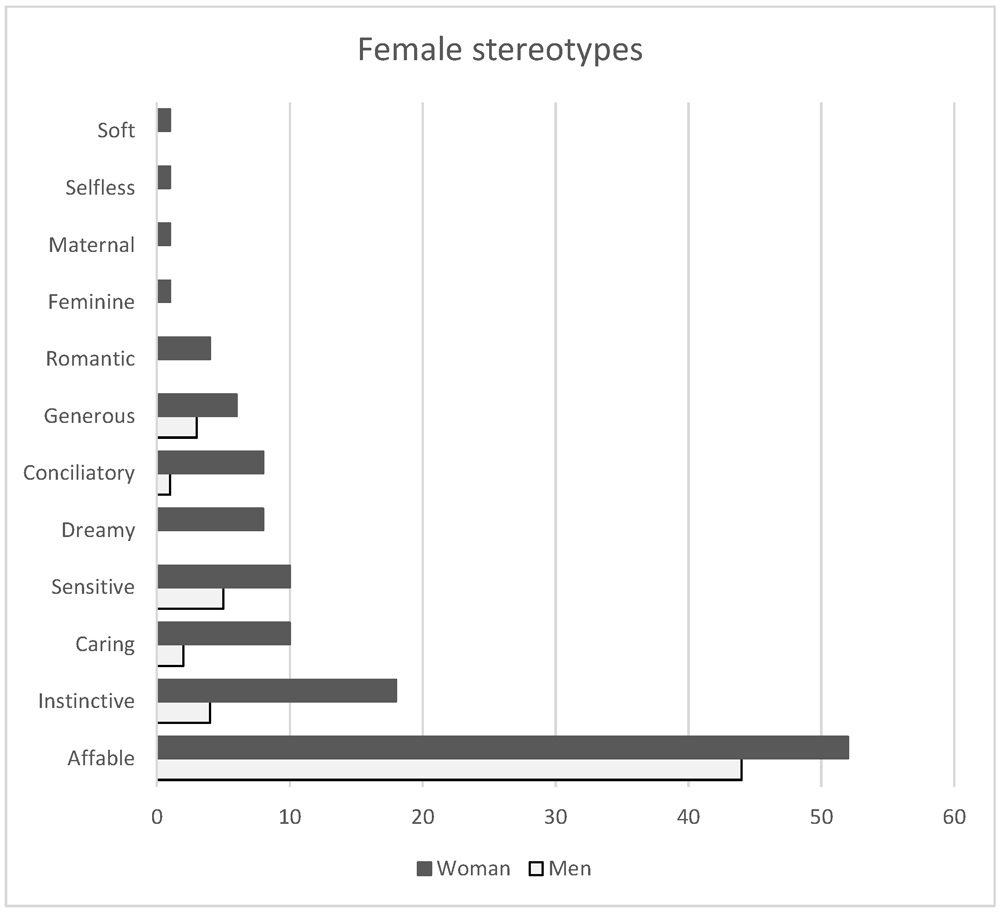 Female stereotypes
Soft
Selfless
Maternal
Feminine
Romantic
Generous
Conciliatory
Dreamy
Sensitive
Caring
Instinctive
Affable
0 10 20 30 40 50 60
Woman Men